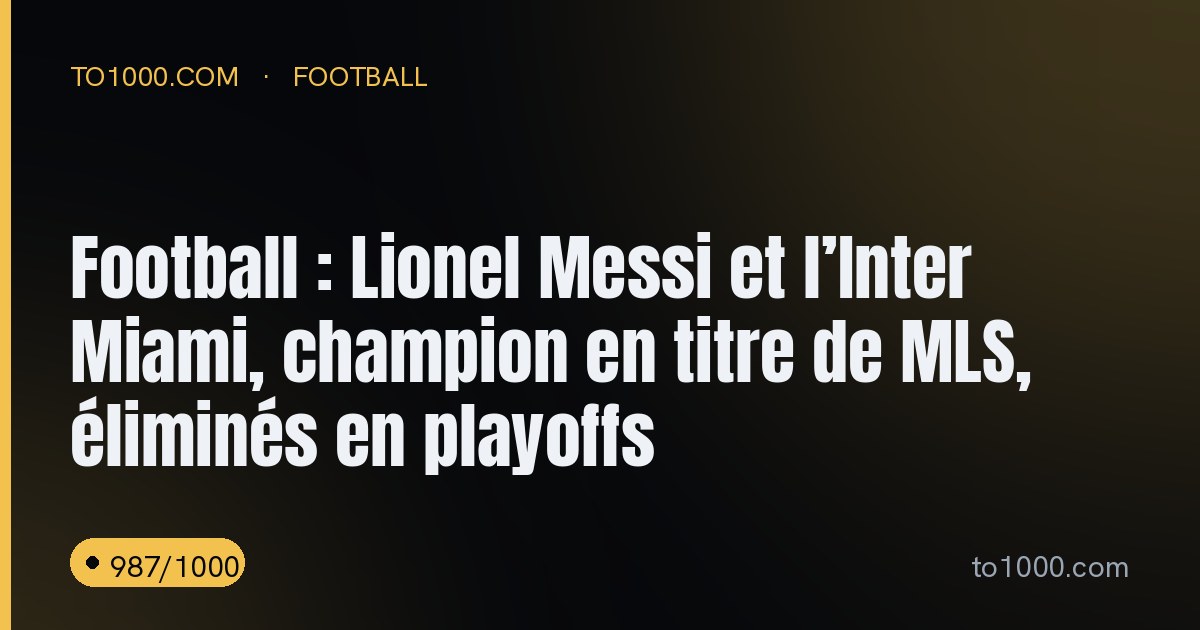 TO1000.COM · FOOTBALL
Football : Lionel Messi et l’Inter
Miami, champion en titre de MLS,
éliminés en playoffs
987/1000
to1000.com